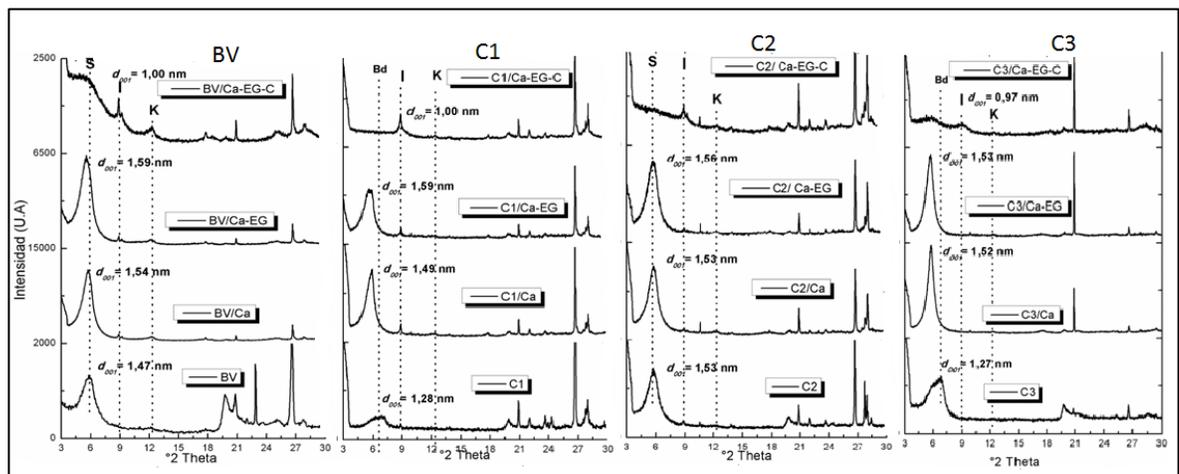 BV
C1
C2
C3
Intensidad (U.A)
2500
6500
15000
2000
0
S
I
K
d001= 1,00 nm
BV/Ca-EG-C
d001= 1,59 nm
BV/Ca-EG
d001= 1,54 nm
BV/Ca
d001= 1,47 nm
BV
3 6 9 12 15 18 21 24 27 30
°2 Theta
Bd
I
K
C1/Ca-EG-C
d001= 1,00 nm
d001= 1,59 nm
C1/Ca-EG
d001= 1,49 nm
C1/Ca
d001= 1,28 nm
C1
3 6 9 12 15 18 21 24 27 30
°2 Theta
S
I
K
C2/ Ca-EG-C
d001= 1,56 nm
C2/ Ca-EG
d001= 1,53 nm
C2/Ca
d001= 1,53 nm
C2
3 6 9 12 15 18 21 24 27 30
°2 Theta
Bd
I
K
C3/Ca-EG-C
d001= 0,97 nm
d001= 1,53 nm
C3/Ca-EG
d001= 1,52 nm
C3/Ca
d001= 1,27 nm
C3
3 6 9 12 15 18 21 24 27 30
°2 Theta